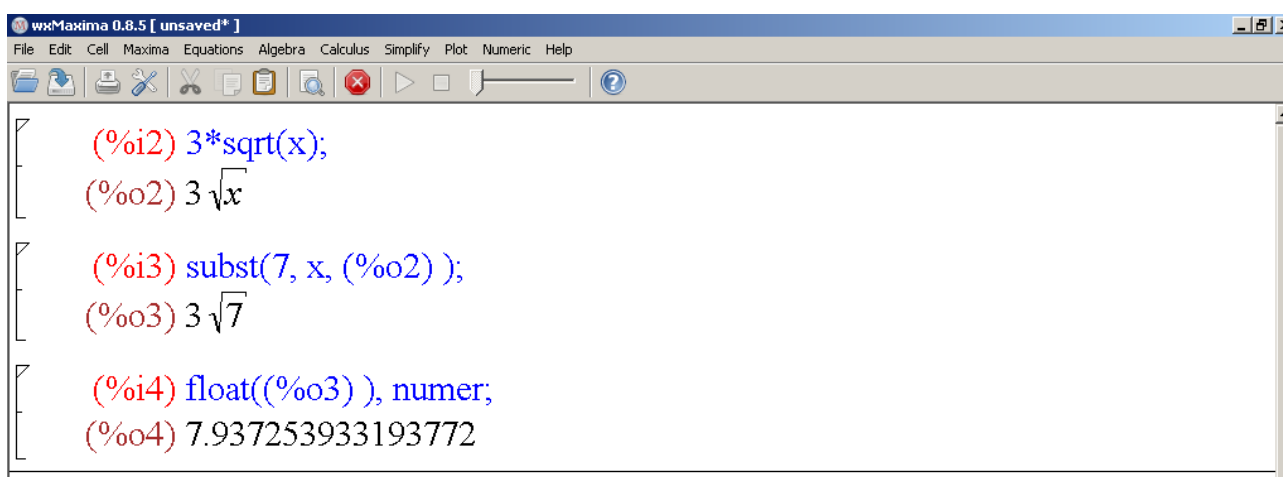 wxMaxima 0.8.5 [ unsaved* ]
File Edit Cell Maxima Equations Algebra Calculus Simplify Plot Numeric Help
(%i2) 3*sqrt(x);
(%o2) 3√x
(%i3) subst(7, x, (%o2) );
(%o3) 3√7
(%i4) float((%o3) ), numer;
(%o4) 7.937253933193772